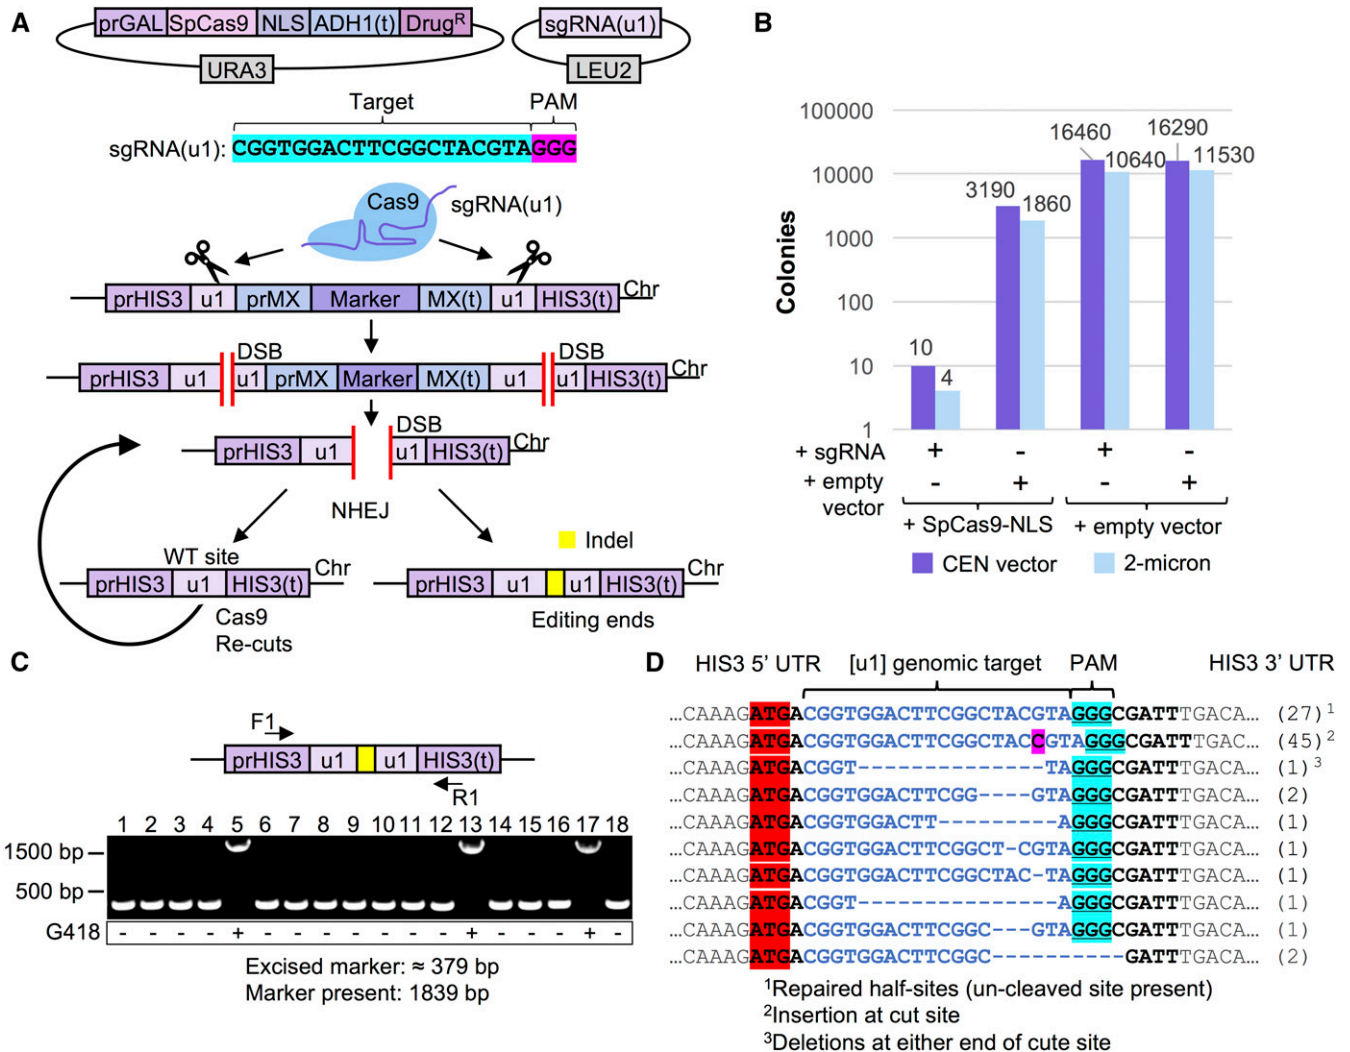 A
prGAL SpCas9 NLS ADH1(t) Drug^R
sgRNA(u1)
URA3
LEU2
Target PAM
sgRNA(u1): CGGTGGACTTCGGCTACGTAGGG
Cas9
sgRNA(u1)
prHIS3 u1 prMX Marker MX(t) u1 HIS3(t) Chr
DSB DSB
prHIS3 u1 u1 prMX Marker MX(t) u1 u1 HIS3(t) Chr
DSB
prHIS3 u1 u1 HIS3(t) Chr
NHEJ
Indel
WT site
prHIS3 u1 HIS3(t) Chr
prHIS3 u1 u1 HIS3(t)
Cas9
Re-cuts
Editing ends
B
Colonies
100000
10000
1000
100
10
1
10
4
3190
1860
16460
10640
16290
11530
+ sgRNA + - + -
+ empty - + - +
vector
+ SpCas9-NLS + empty vector
CEN vector 2-micron
C
F1
prHIS3 u1 u1 HIS3(t)
R1
1 2 3 4 5 6 7 8 9 10 11 12 13 14 15 16 17 18
1500 bp
500 bp
G418 - - - - + - - - - - - - + - - - + -
Excised marker: ≈ 379 bp
Marker present: 1839 bp
D
HIS3 5’ UTR [u1] genomic target PAM HIS3 3’ UTR
…CAAAGATGACGGTGGACTTCGGCTACGTAGGGCGATTTGACA… (27)¹
…CAAAGATGACGGTGGACTTCGGCTACCGTAGGGCGATTTGAC… (45)²
…CAAAGATGACGGT--------------TAGGGCGATTTGACA… (1)³
…CAAAGATGACGGTGGACTTCGG----GTAGGGCGATTTGACA… (2)
…CAAAGATGACGGTGGACTT---------AGGGCGATTTGACA… (1)
…CAAAGATGACGGTGGACTTCGGCT-CGTAGGGCGATTTGACA… (1)
…CAAAGATGACGGTGGACTTCGGCTAC-TAGGGCGATTTGACA… (1)
…CAAAGATGACGGT---------------AGGGCGATTTGACA… (1)
…CAAAGATGACGGTGGACTTCGGC---GTAGGGCGATTTGACA… (1)
…CAAAGATGACGGTGGACTTCGGC----------GATTTGACA… (2)
¹Repaired half-sites (un-cleaved site present)
²Insertion at cut site
³Deletions at either end of cute site